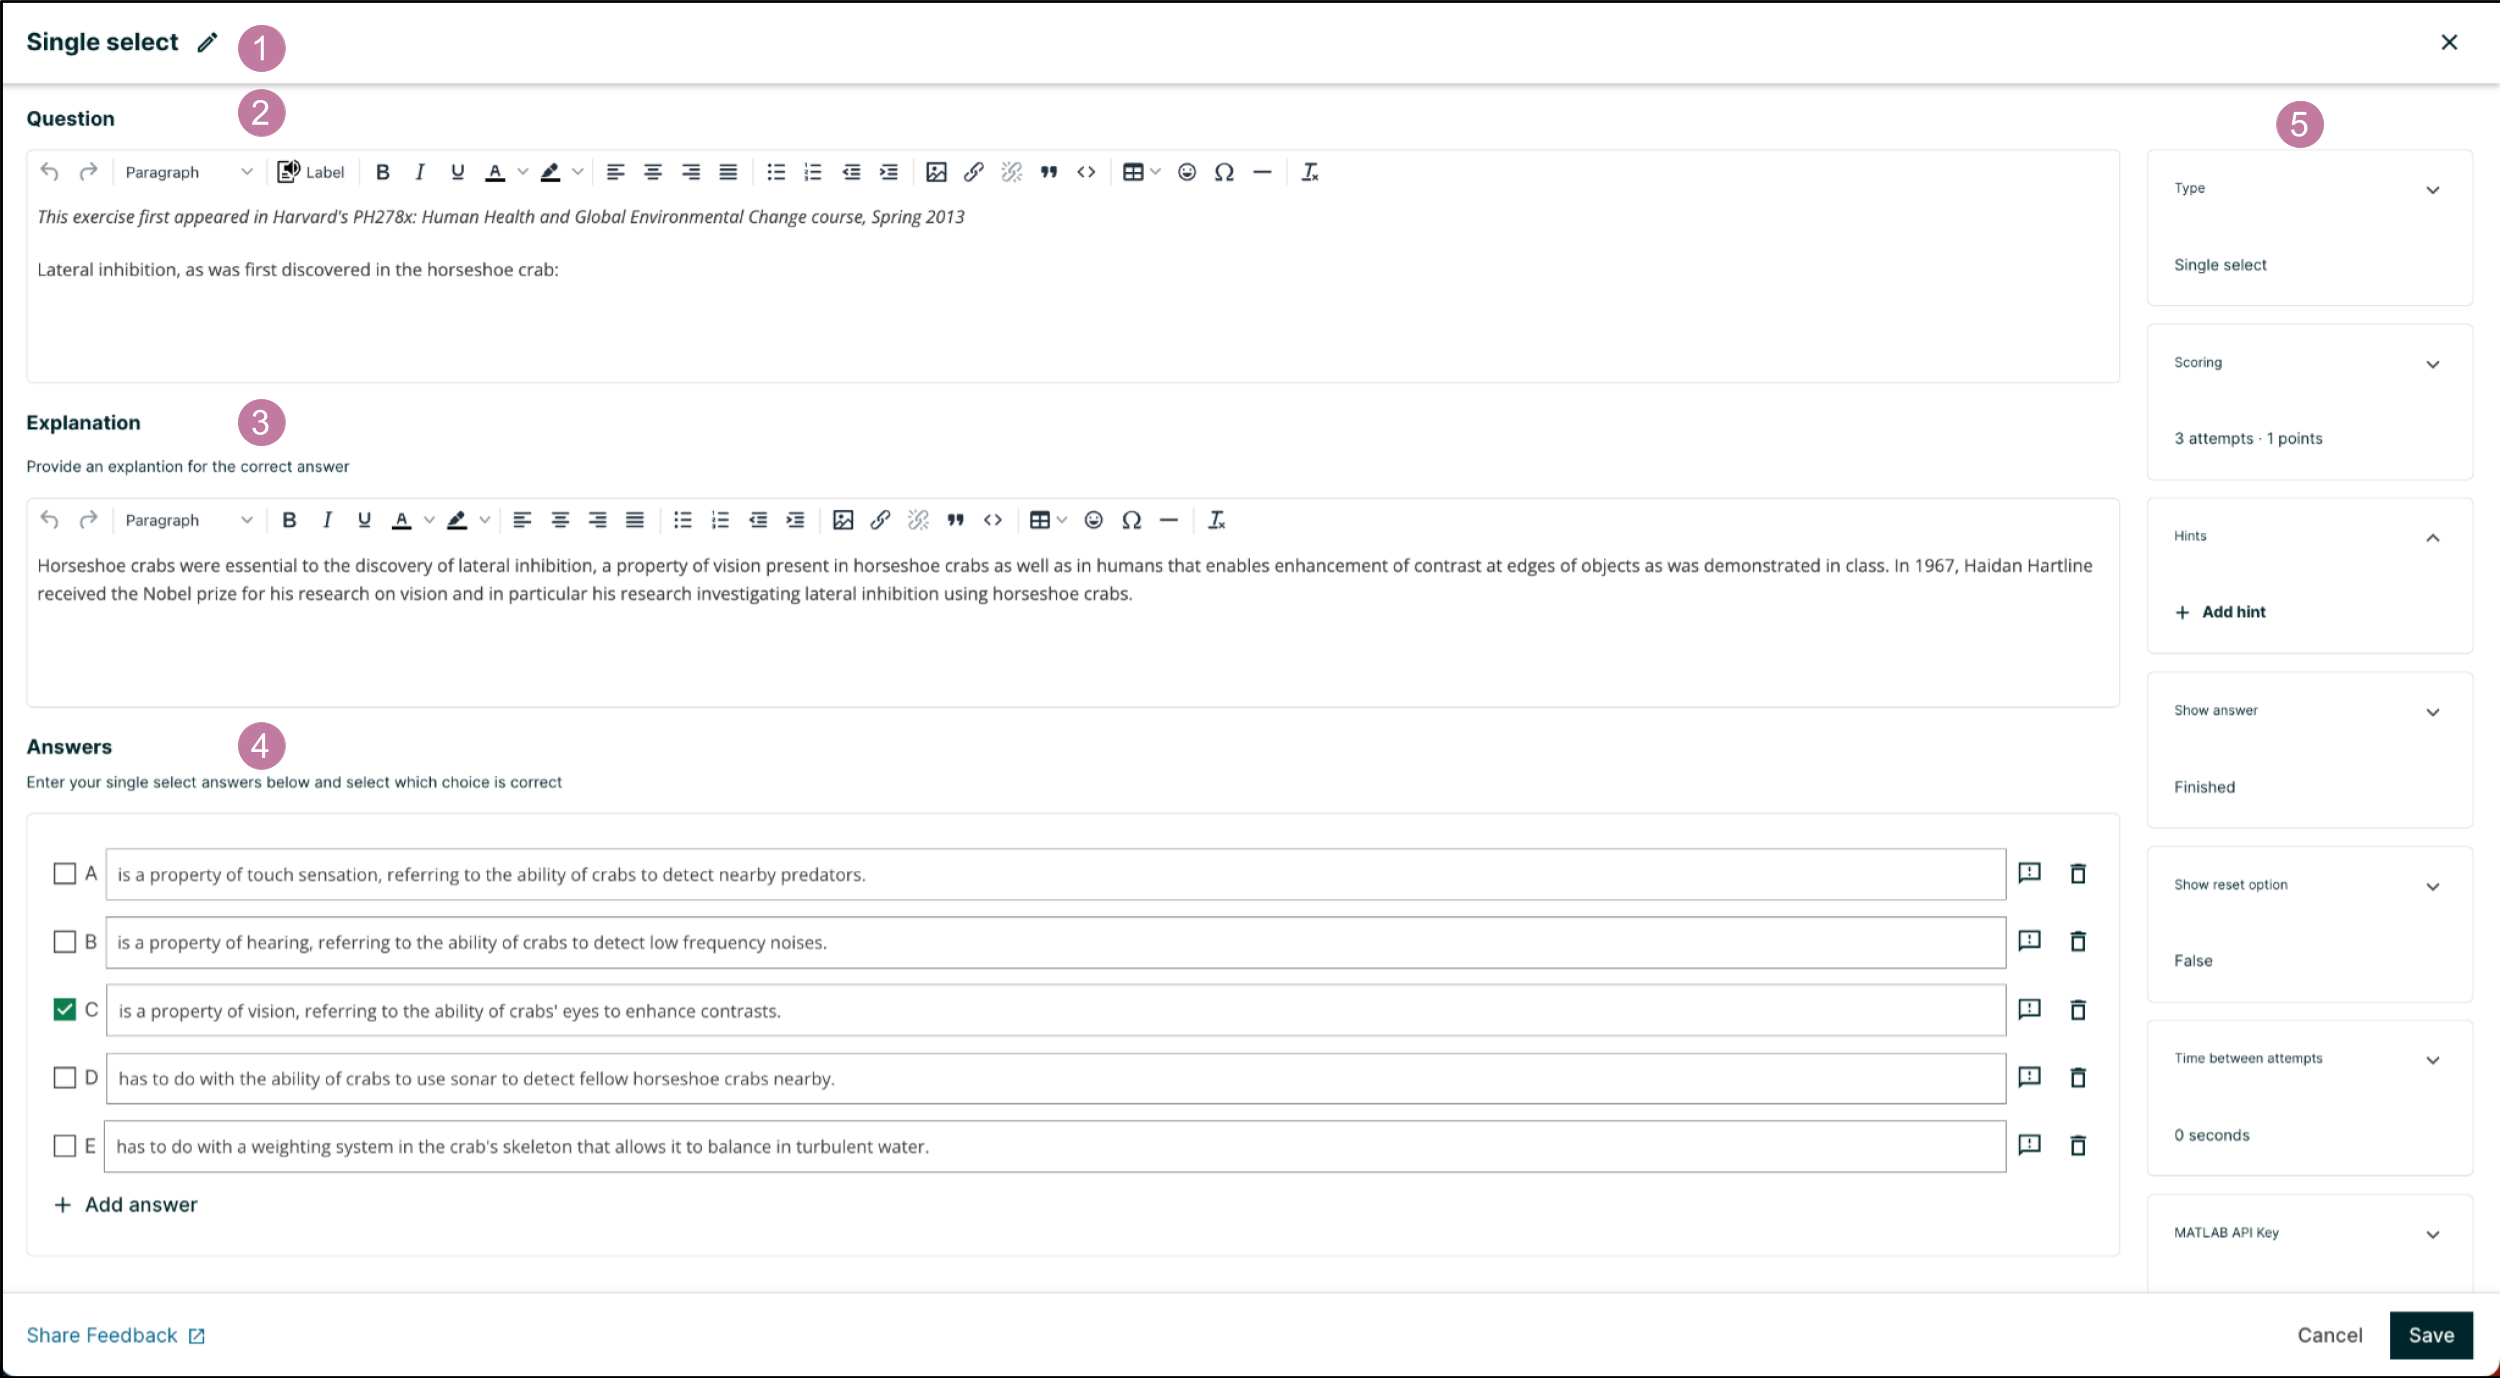 Single select
1
2
Question
5
Paragraph Label B I U A
This exercise first appeared in Harvard's PH278x: Human Health and Global Environmental Change course, Spring 2013
Lateral inhibition, as was first discovered in the horseshoe crab:
Explanation
3
Provide an explantion for the correct answer
Paragraph B I U A
Horseshoe crabs were essential to the discovery of lateral inhibition, a property of vision present in horseshoe crabs as well as in humans that enables enhancement of contrast at edges of objects as was demonstrated in class. In 1967, Haidan Hartline
received the Nobel prize for his research on vision and in particular his research investigating lateral inhibition using horseshoe crabs.
Answers
4
Enter your single select answers below and select which choice is correct
A is a property of touch sensation, referring to the ability of crabs to detect nearby predators.
B is a property of hearing, referring to the ability of crabs to detect low frequency noises.
C is a property of vision, referring to the ability of crabs' eyes to enhance contrasts.
D has to do with the ability of crabs to use sonar to detect fellow horseshoe crabs nearby.
E has to do with a weighting system in the crab's skeleton that allows it to balance in turbulent water.
+ Add answer
Type
Single select
Scoring
3 attempts · 1 points
Hints
+ Add hint
Show answer
Finished
Show reset option
False
Time between attempts
0 seconds
MATLAB API Key
Share Feedback
Cancel
Save